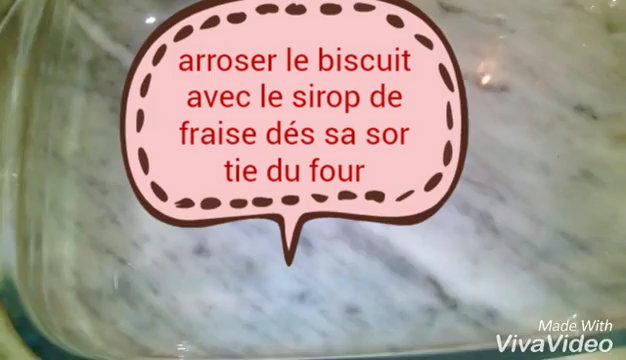 arroser le biscuit
avec le sirop de
fraise dés sa sor
tie du four
Made With
VivaVideo